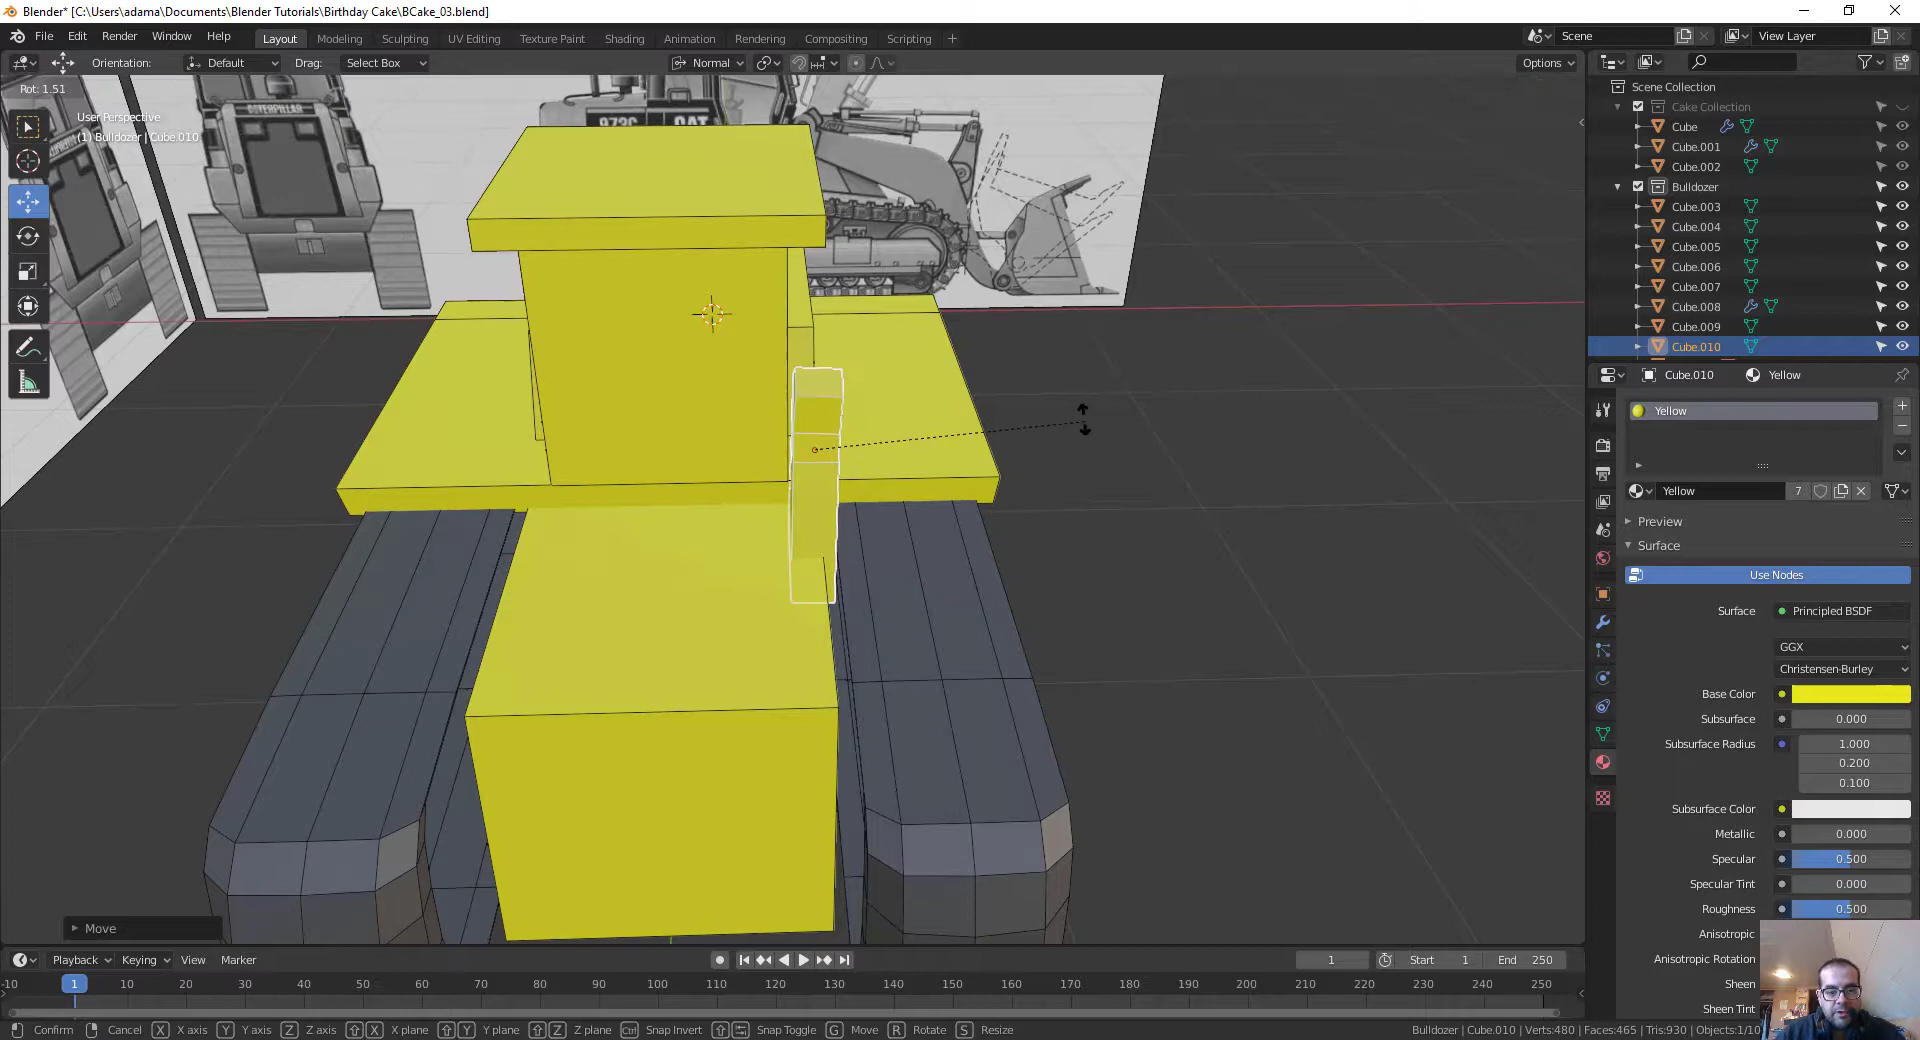 Blender* [C:\Users\adama\Documents\Blender Tutorials\Birthday Cake\BCake_03.blend]
File Edit Render Window Help Layout Modeling Sculpting UV Editing Texture Paint Shading Animation Rendering Compositing Scripting + Scene View Layer
Orientation: Default Drag: Select Box Normal Options
Rot: 1.51
User Perspective
(1) Bulldozer | Cube.010
CATERPILLAR
CATERPILLAR
973C CAT
Scene Collection
Cake Collection
Cube
Cube.001
Cube.002
Bulldozer
Cube.003
Cube.004
Cube.005
Cube.006
Cube.007
Cube.008
Cube.009
Cube.010
Cube.010 Yellow
Yellow
Yellow 7
Preview
Surface
Use Nodes
Surface Principled BSDF
GGX
Christensen-Burley
Base Color
Subsurface 0.000
Subsurface Radius 1.000
0.200
0.100
Subsurface Color
Metallic 0.000
Specular 0.500
Specular Tint 0.000
Roughness 0.500
Anisotropic
Anisotropic Rotation
Sheen
Sheen Tint
Move
Playback Keying View Marker 1 Start 1 End 250
-10 1 10 20 30 40 50 60 70 80 90 100 110 120 130 140 150 160 170 180 190 200 210 220 230 240 250
Confirm Cancel X X axis Y Y axis Z Z axis X X plane Y Y plane Z Z plane Ctrl Snap Invert Snap Toggle G Move R Rotate S Resize Bulldozer | Cube.010 | Verts:480 | Faces:465 | Tris:930 | Objects:1/10